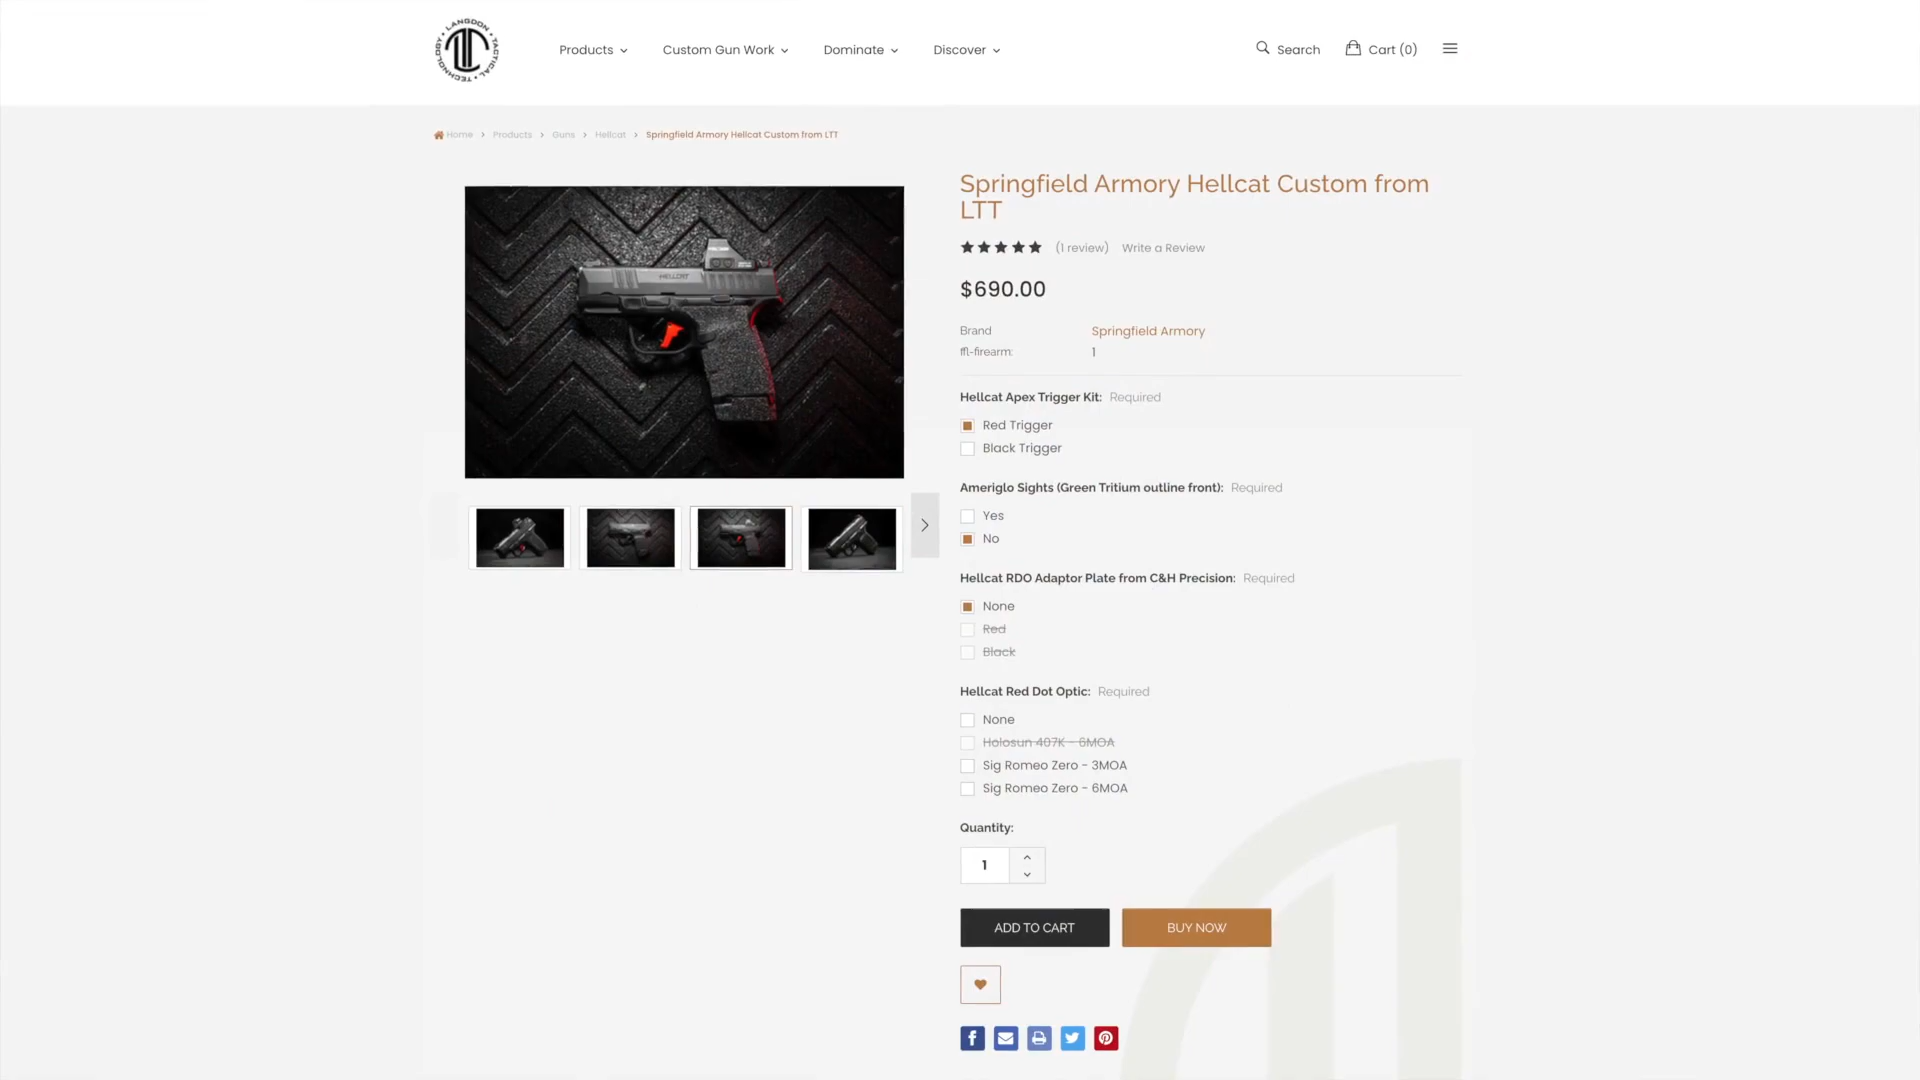 LANGDON TACTICAL TECHNOLOGY
Products
Custom Gun Work
Dominate
Discover
Search
Cart (0)
Home > Products > Guns > Hellcat > Springfield Armory Hellcat Custom from LTT
HELLCAT
Springfield Armory Hellcat Custom from
LTT
(1 review) Write a Review
$690.00
Brand Springfield Armory
ffl-firearm: 1
Hellcat Apex Trigger Kit: Required
Red Trigger
Black Trigger
Ameriglo Sights (Green Tritium outline front): Required
Yes
No
Hellcat RDO Adaptor Plate from C&H Precision: Required
None
Red
Black
Hellcat Red Dot Optic: Required
None
Holosun 407K - 6MOA
Sig Romeo Zero - 3MOA
Sig Romeo Zero - 6MOA
Quantity:
1
ADD TO CART
BUY NOW